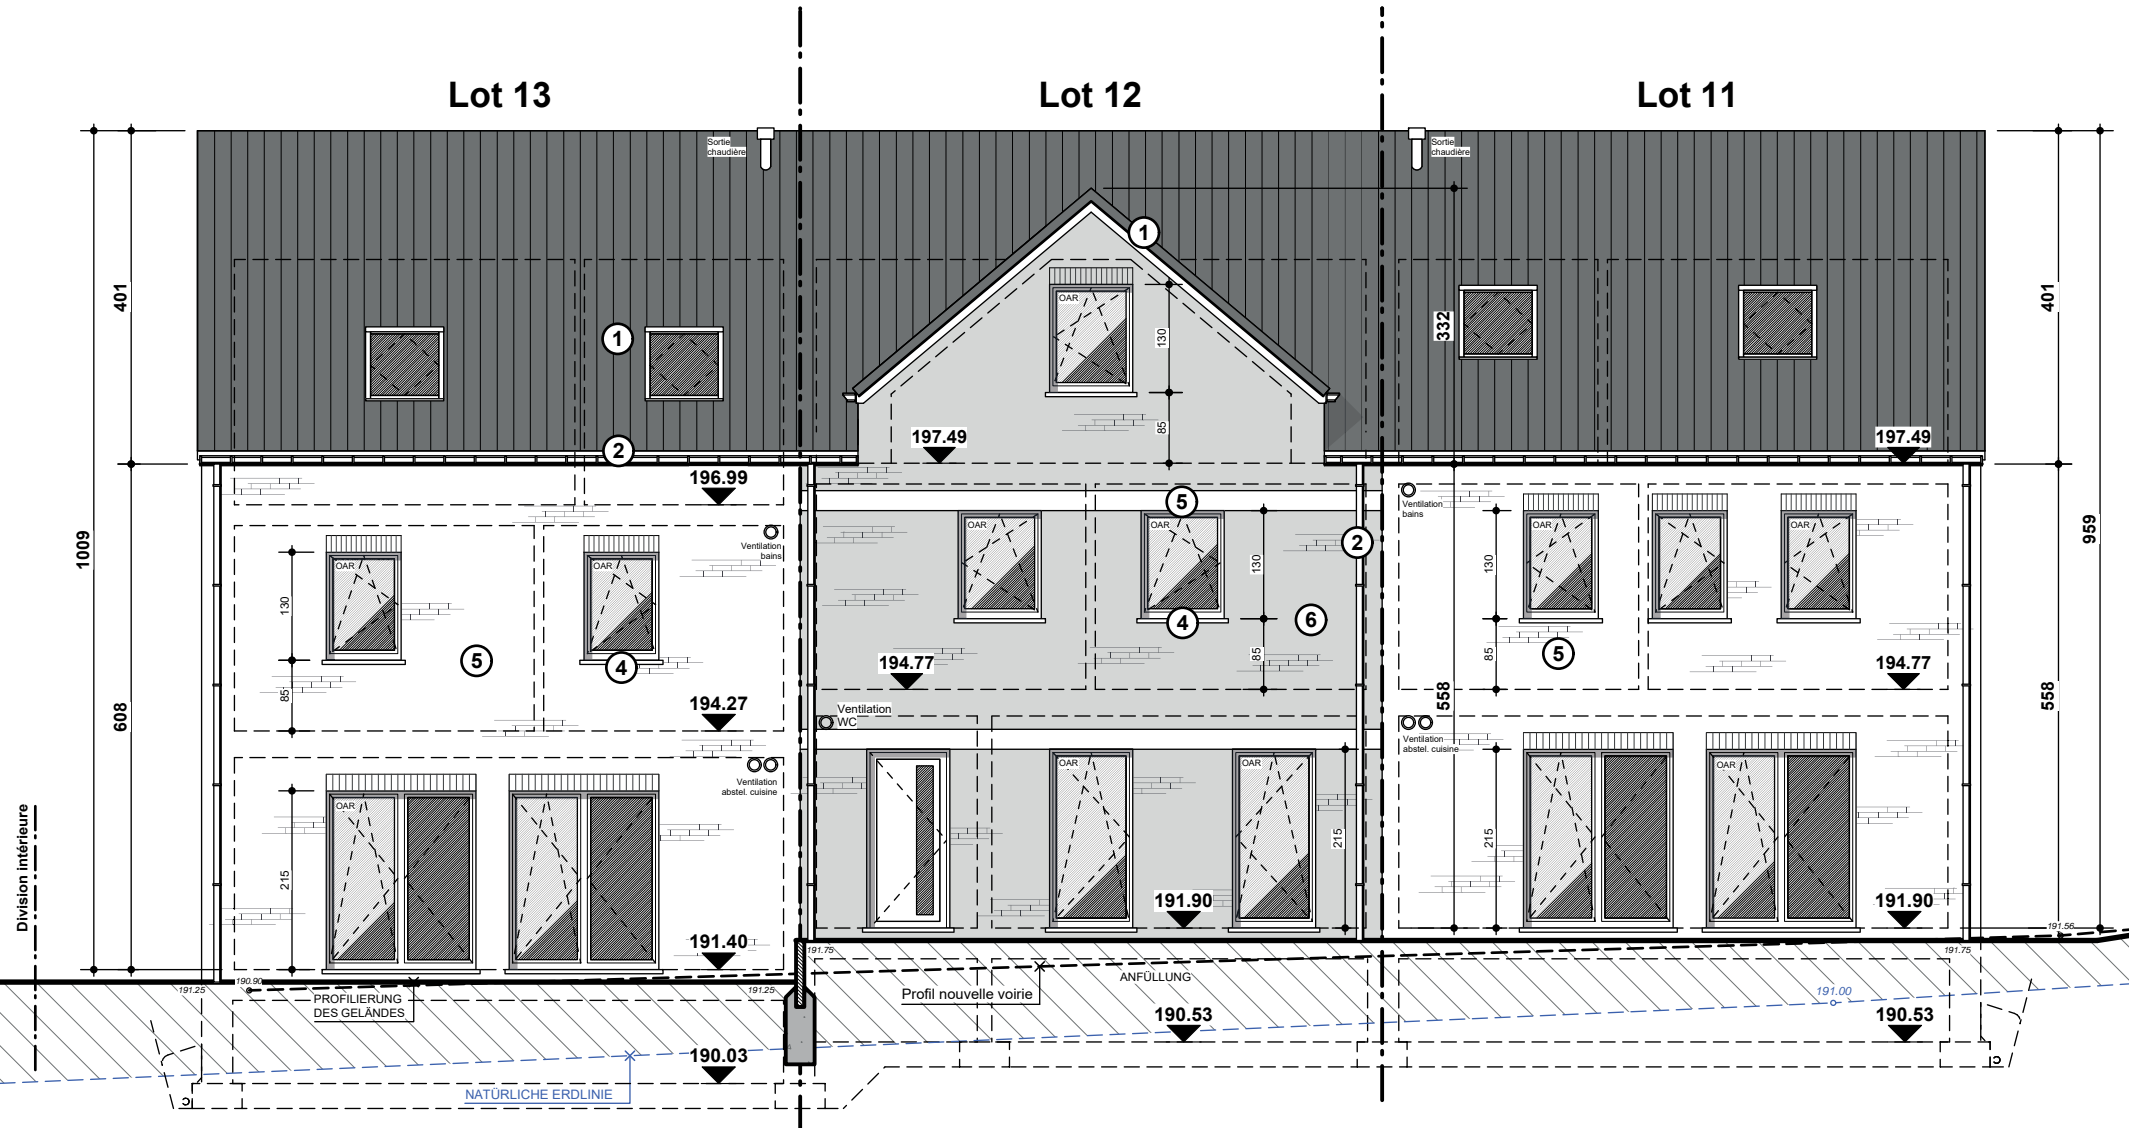 Lot 13
Lot 12
Lot 11
Sortie
chaudière
Sortie
chaudière
1
OAR
401
332
401
130
1
85
197.49
197.49
2
196.99
5
1009
Ventilation
bains
OAR
OAR
130
OAR
OAR
130
2
Ventilation
bains
OAR
OAR
130
959
5
4
85
4
6
85
5
85
194.77
194.77
608
194.27
558
558
Ventilation
WC
Ventilation
abstel. cuisine
Ventilation
abstel. cuisine
OAR
215
OAR
OAR
215
215
OAR
Division intérieure
191.40
191.90
191.90
191.56
191.75
191.75
191.25
190.90
191.25
PROFILIERUNG
DES GELÄNDES
ANFÜLLUNG
Profil nouvelle voirie
191.00
190.53
190.53
190.03
NATÜRLICHE ERDLINIE